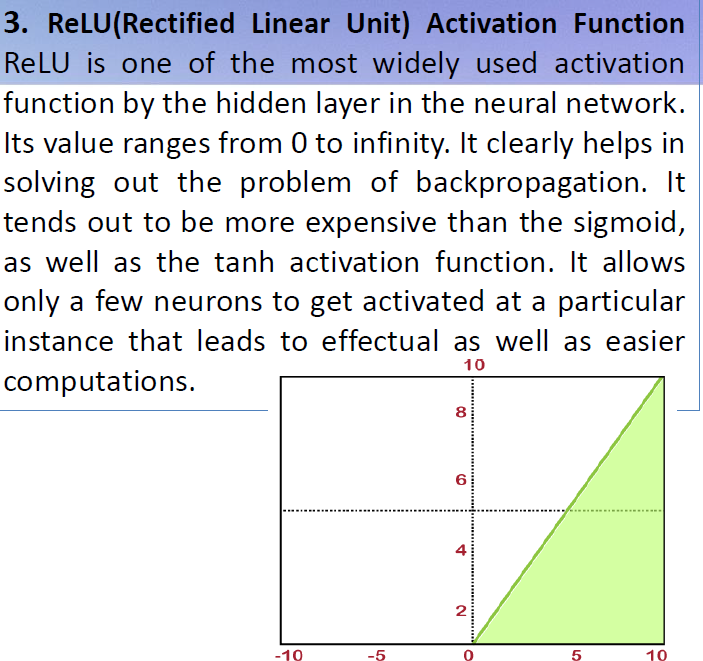 3. ReLU(Rectified Linear Unit) Activation Function
ReLU is one of the most widely used activation
function by the hidden layer in the neural network.
Its value ranges from 0 to infinity. It clearly helps in
solving out the problem of backpropagation. It
tends out to be more expensive than the sigmoid,
as well as the tanh activation function. It allows
only a few neurons to get activated at a particular
instance that leads to effectual as well as easier
computations.
10
8
6
4
2
-10 -5 0 5 10